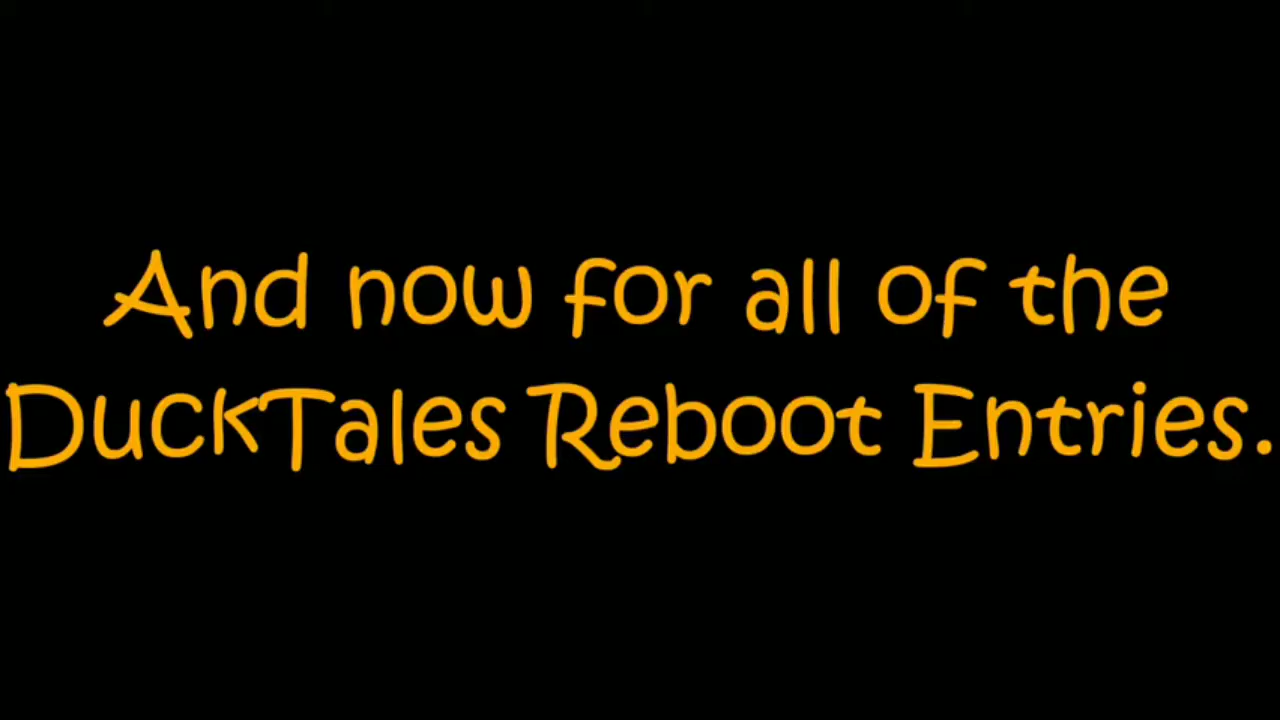 And now for all of the
DuckTales Reboot Entries.